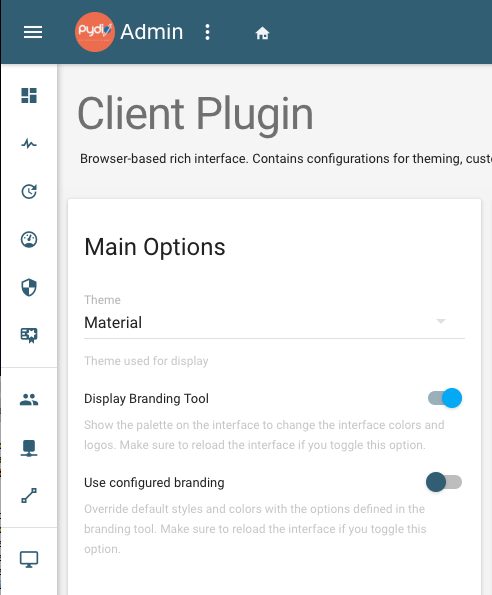 Pydio
Admin
Client Plugin
Browser-based rich interface. Contains configurations for theming,
Main Options
Theme
Material
Theme used for display
Display Branding Tool
Show the palette on the interface to change the interface colors and
logos. Make sure to reload the interface if you toggle this option.
Use configured branding
Override default styles and colors with the options defined in the
branding tool. Make sure to reload the interface if you toggle this
option.